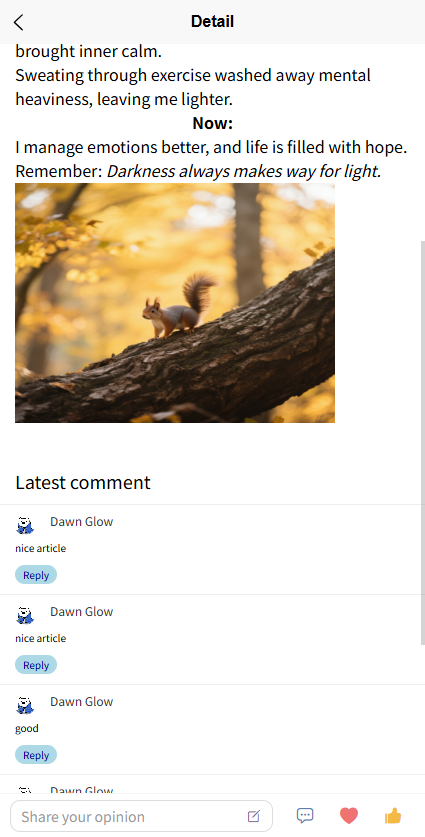 Detail
brought inner calm.
Sweating through exercise washed away mental
heaviness, leaving me lighter.
Now:
I manage emotions better, and life is filled with hope.
Remember: Darkness always makes way for light.
Latest comment
Dawn Glow
nice article
Reply
Dawn Glow
nice article
Reply
Dawn Glow
good
Reply
Dawn Glow
Share your opinion